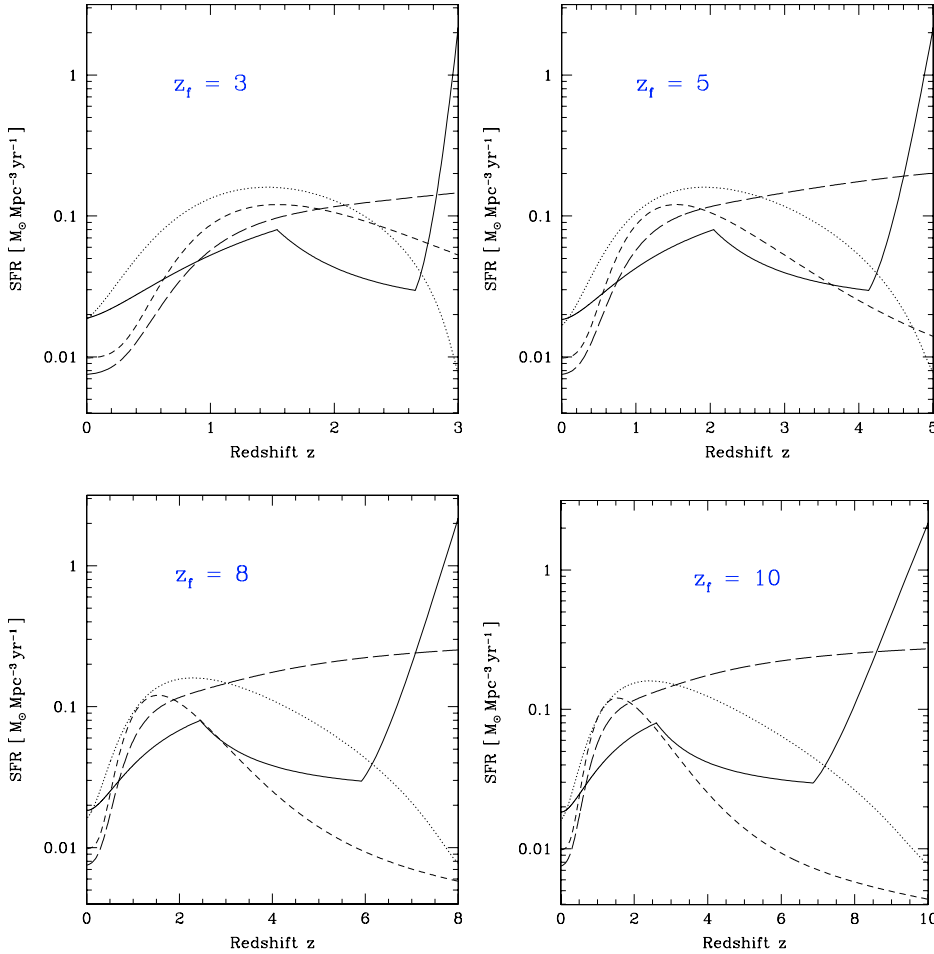 z_f = 3
1
0.1
0.01
SFR [ M_⊙ Mpc⁻³ yr⁻¹ ]
0 1 2 3
Redshift z
z_f = 5
1
0.1
0.01
SFR [ M_⊙ Mpc⁻³ yr⁻¹ ]
0 1 2 3 4 5
Redshift z
z_f = 8
1
0.1
0.01
SFR [ M_⊙ Mpc⁻³ yr⁻¹ ]
0 2 4 6 8
Redshift z
z_f = 10
1
0.1
0.01
SFR [ M_⊙ Mpc⁻³ yr⁻¹ ]
0 2 4 6 8 10
Redshift z